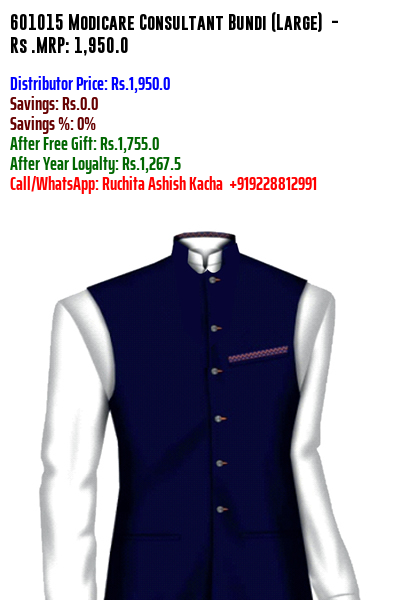 601015 Modicare Consultant Bundi (Large) -
Rs .MRP: 1,950.0
Distributor Price: Rs.1,950.0
Savings: Rs.0.0
Savings %: 0%
After Free Gift: Rs.1,755.0
After Year Loyalty: Rs.1,267.5
Call/WhatsApp: Ruchita Ashish Kacha +919228812991